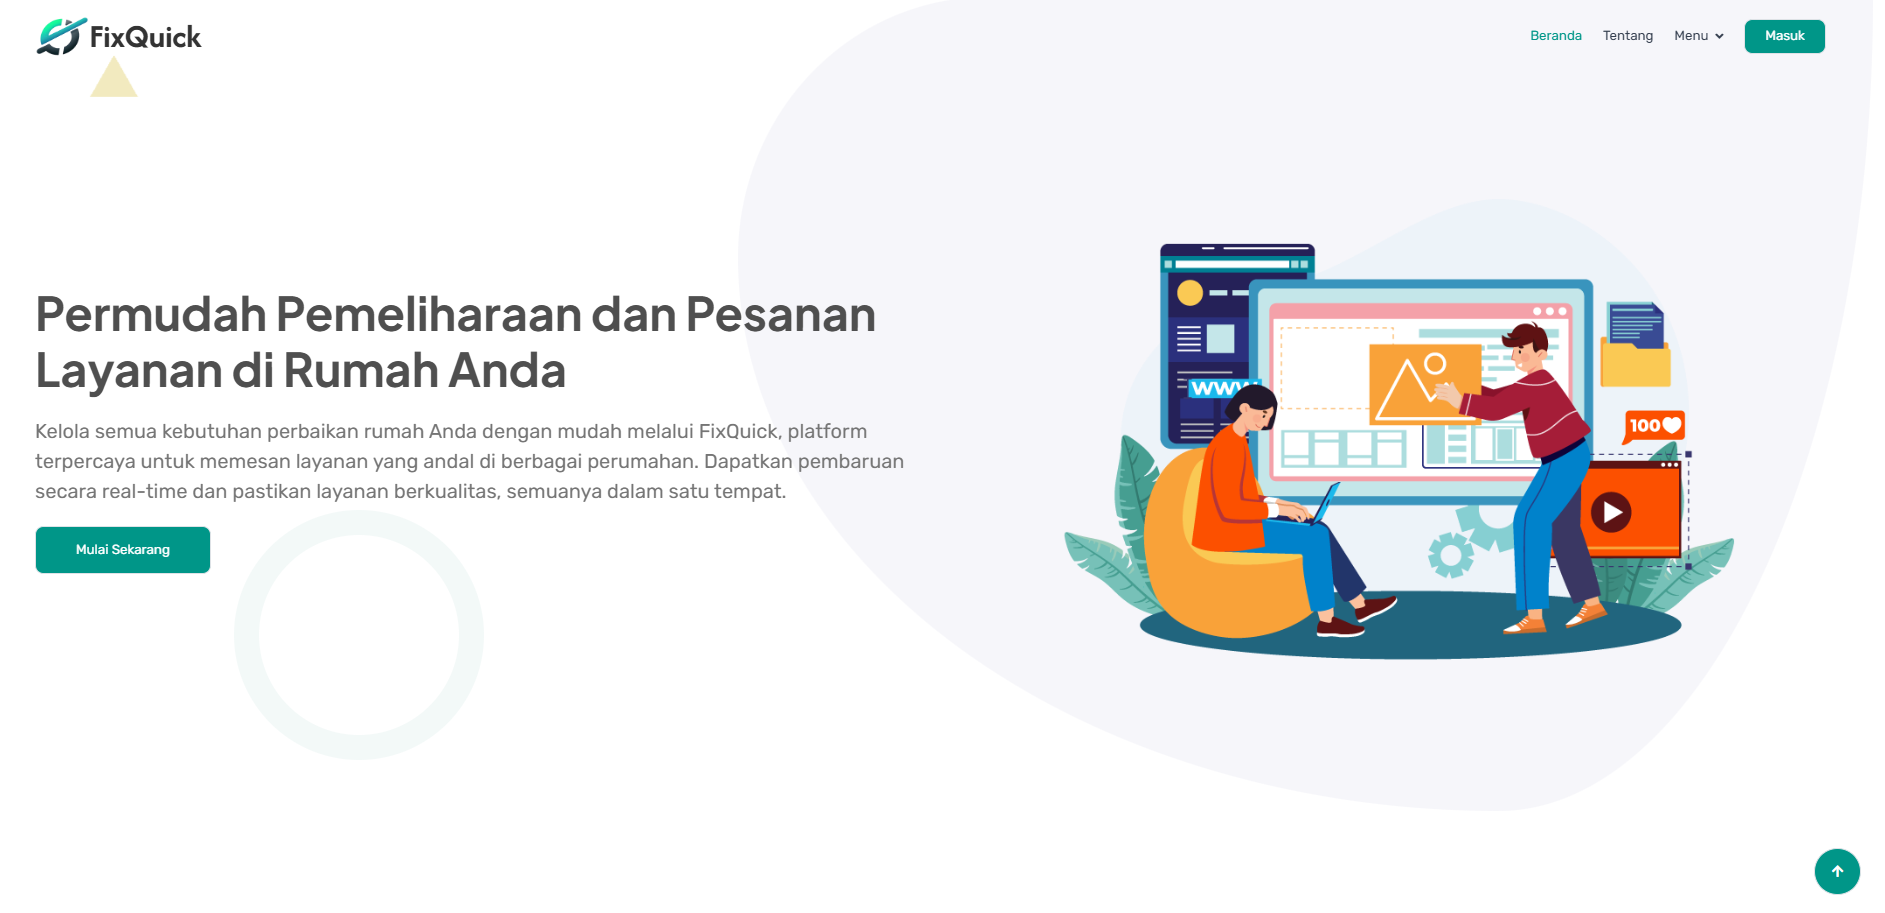 FixQuick
Beranda
Tentang
Menu
Masuk
Permudah Pemeliharaan dan Pesanan
Layanan di Rumah Anda
Kelola semua kebutuhan perbaikan rumah Anda dengan mudah melalui FixQuick, platform
terpercaya untuk memesan layanan yang andal di berbagai perumahan. Dapatkan pembaruan
secara real-time dan pastikan layanan berkualitas, semuanya dalam satu tempat.
Mulai Sekarang
WWW
100